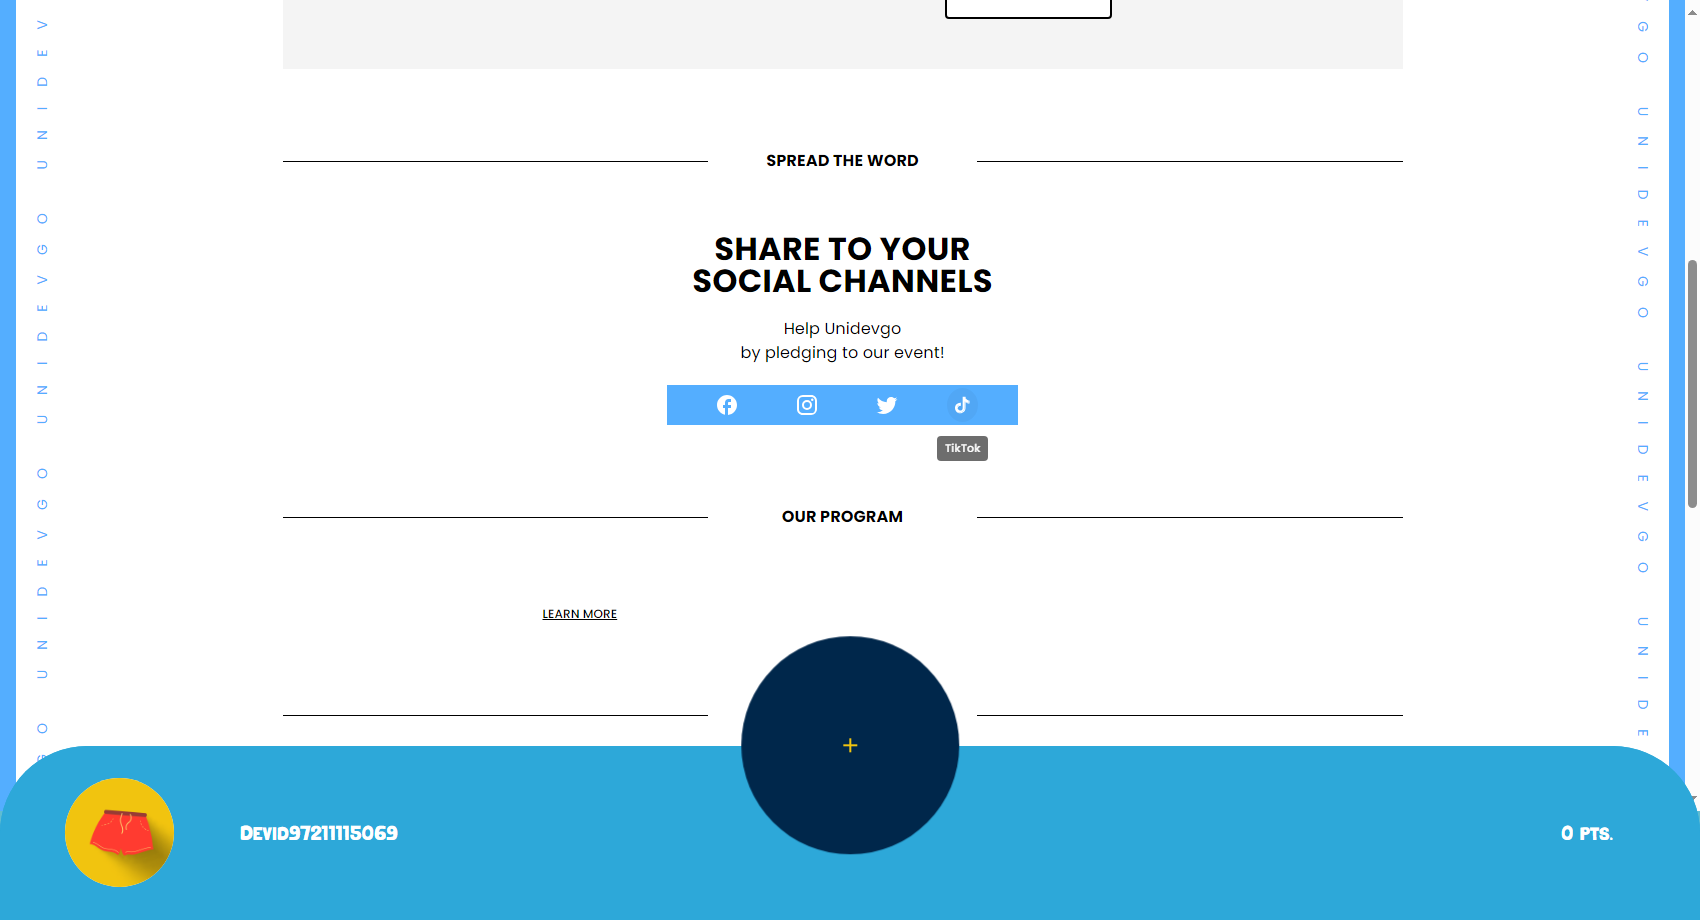 SPREAD THE WORD
SHARE TO YOUR
SOCIAL CHANNELS
Help Unidevgo
by pledging to our event!
TikTok
OUR PROGRAM
LEARN MORE
+
Devid97211115069
0 PTS.
UNIDEV
UNIDEVGO
UNIDEVGO
GO
VGO
UNIDEVGO
UNIDEVGO
UNIDE